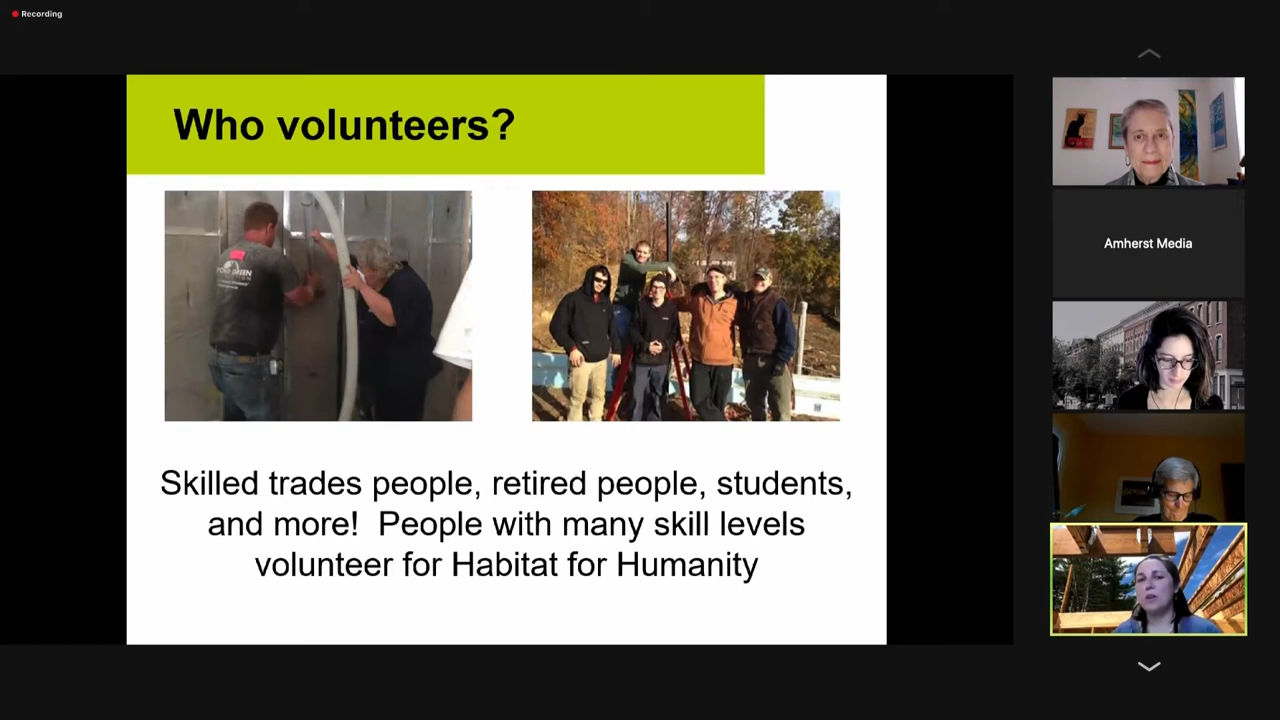 Recording
Who volunteers?
GREEN
Skilled trades people, retired people, students,
and more!  People with many skill levels
volunteer for Habitat for Humanity
Amherst Media